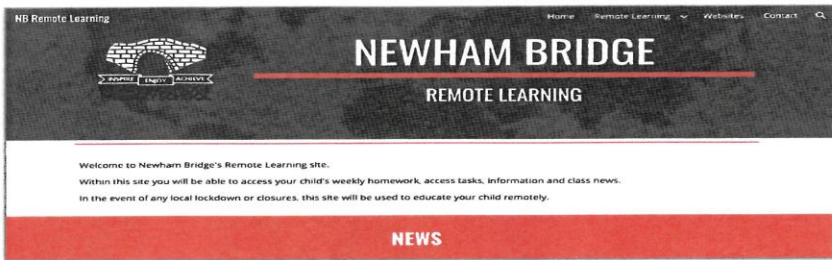 NB Remote Learning
Home Remote Learning Websites Contact
NEWHAM BRIDGE
INSPIRE ENJOY ACHIEVE
REMOTE LEARNING
Welcome to Newham Bridge's Remote Learning site.
Within this site you will be able to access your child's weekly homework, access tasks, information and class news.
In the event of any local lockdown or closures, this site will be used to educate your child remotely.
NEWS